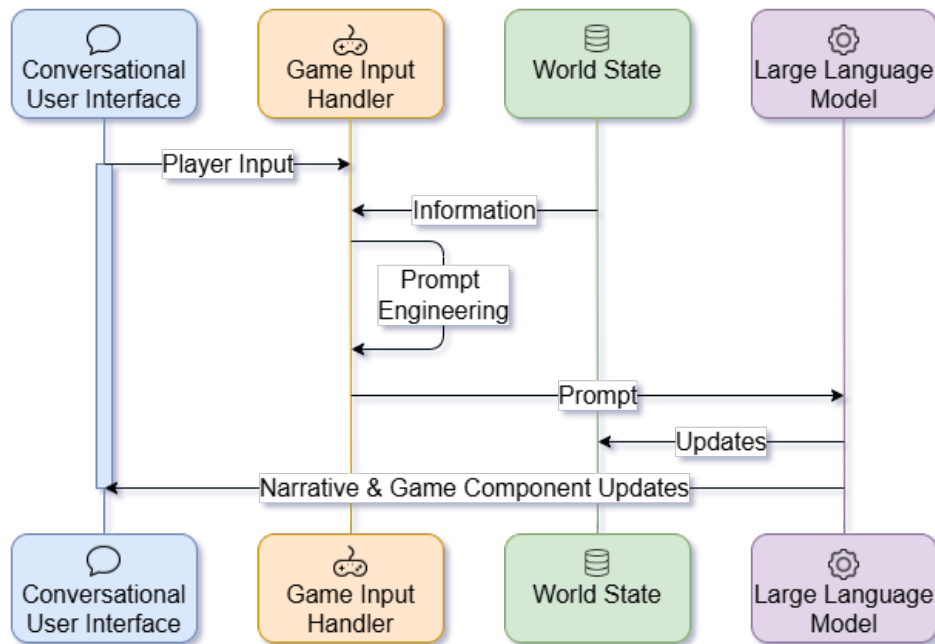 Conversational
User Interface
Game Input
Handler
World State
Large Language
Model
Player Input
Information
Prompt
Engineering
Prompt
Updates
Narrative & Game Component Updates
Conversational
User Interface
Game Input
Handler
World State
Large Language
Model